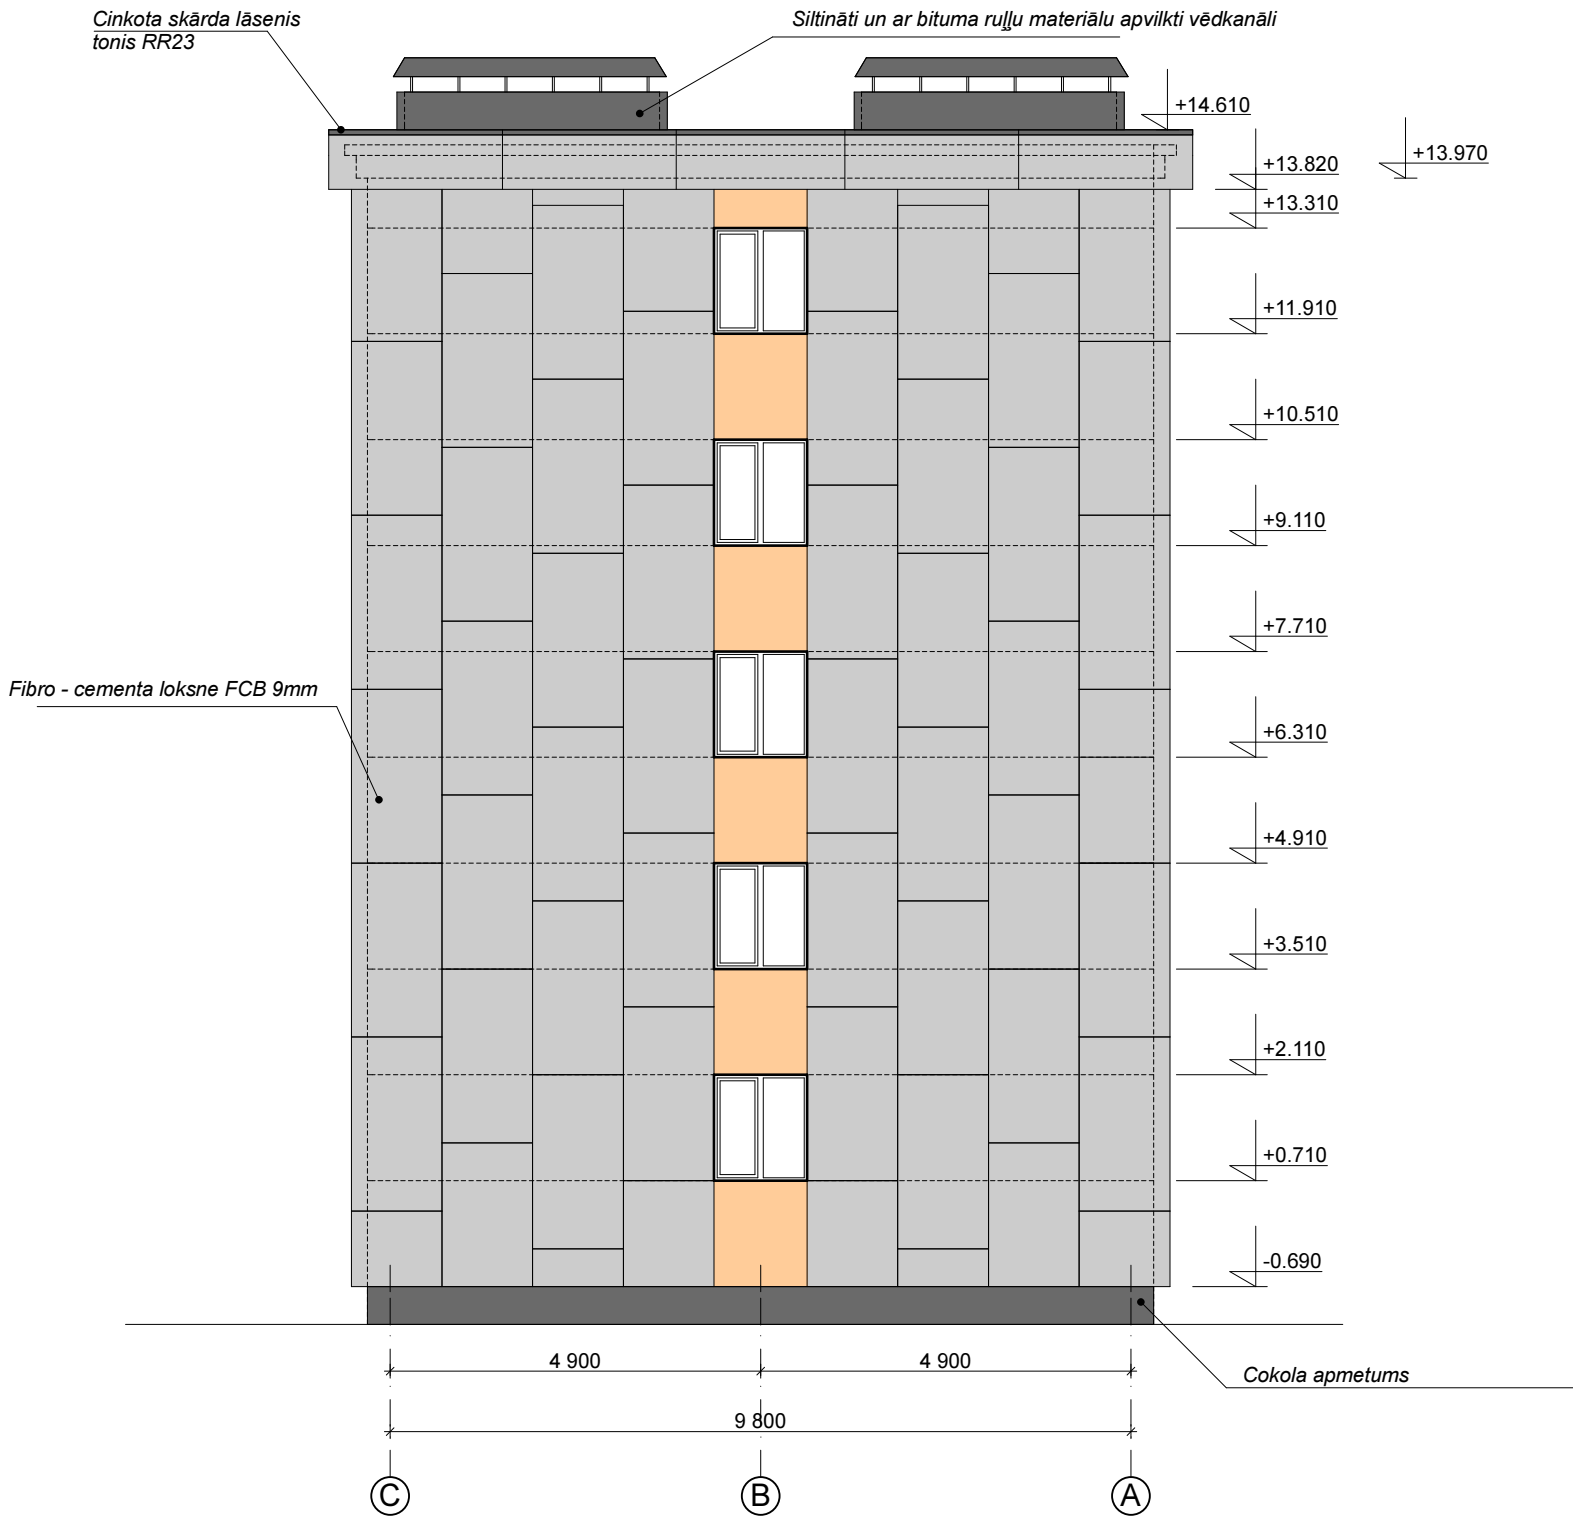 Cinkota skārda lāsenis
tonis RR23
Siltināti un ar bituma ruļļu materiālu apvilkti vēdkanāli
+14.610
+13.970
+13.820
+13.310
+11.910
+10.510
+9.110
+7.710
Fibro - cementa loksne FCB 9mm
+6.310
+4.910
+3.510
+2.110
+0.710
-0.690
4 900
4 900
Cokola apmetums
9 800
C
B
A